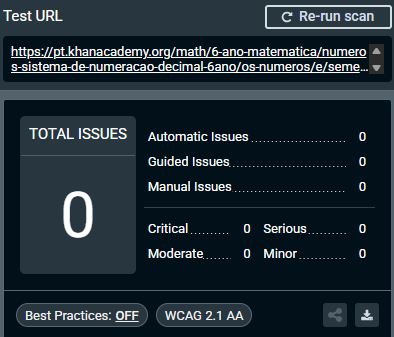 Test URL
Re-run scan
https://pt.khanacademy.org/math/6-ano-matematica/numero
s-sistema-de-numeracao-decimal-6ano/os-numeros/e/seme...
TOTAL ISSUES
0
Automatic Issues 0
Guided Issues 0
Manual Issues 0
Critical 0 Serious 0
Moderate 0 Minor 0
Best Practices: OFF
WCAG 2.1 AA